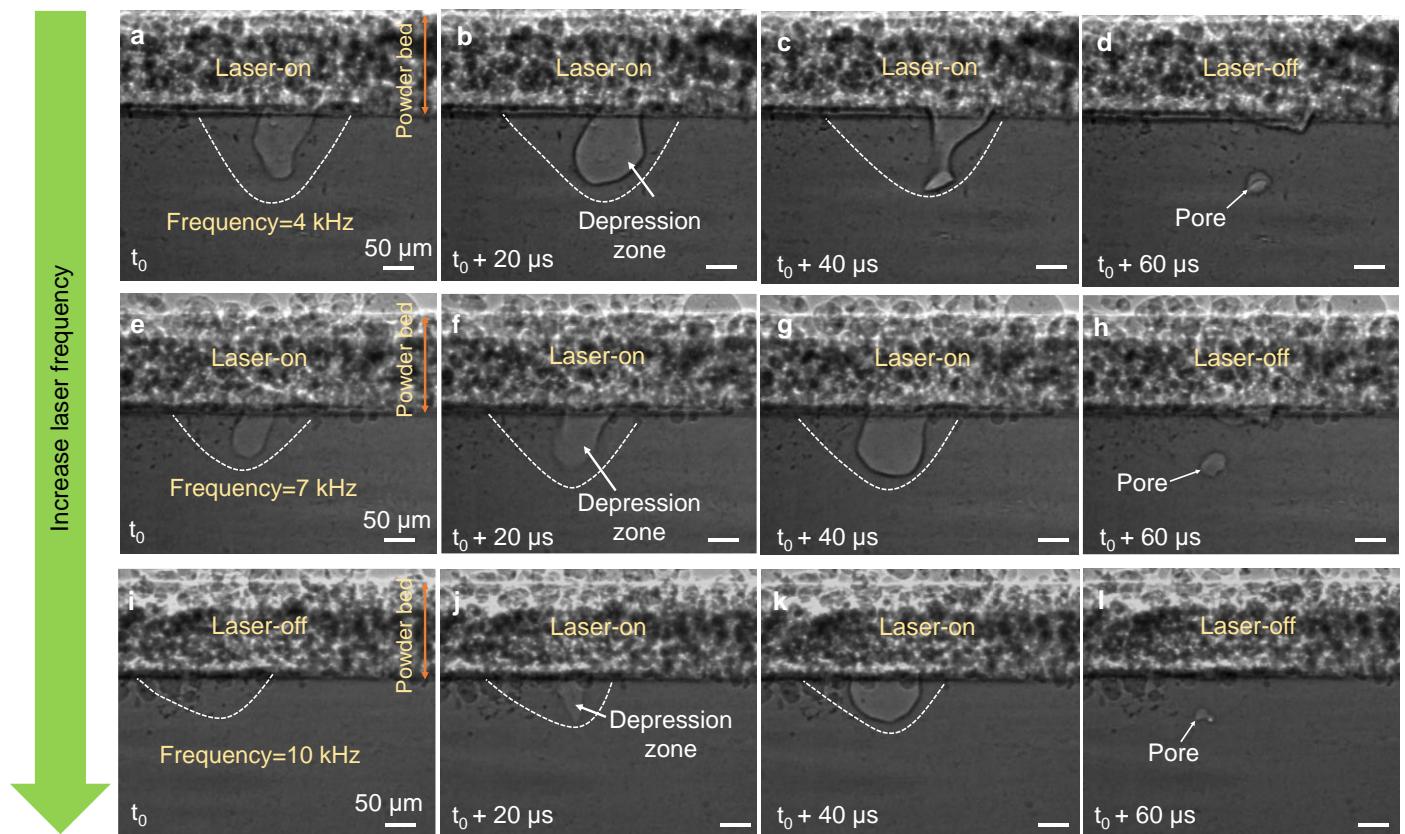 Increase laser frequency
a
Laser-on
Powder bed
Frequency=4 kHz
t₀
50 µm
b
Laser-on
Depression
zone
t₀ + 20 µs
c
Laser-on
t₀ + 40 µs
d
Laser-off
Pore
t₀ + 60 µs
e
Laser-on
Powder bed
Frequency=7 kHz
t₀
50 µm
f
Laser-on
Depression
zone
t₀ + 20 µs
g
Laser-on
t₀ + 40 µs
h
Laser-off
Pore
t₀ + 60 µs
i
Laser-off
Powder bed
Frequency=10 kHz
t₀
50 µm
j
Laser-on
Depression
zone
t₀ + 20 µs
k
Laser-on
t₀ + 40 µs
l
Laser-off
Pore
t₀ + 60 µs